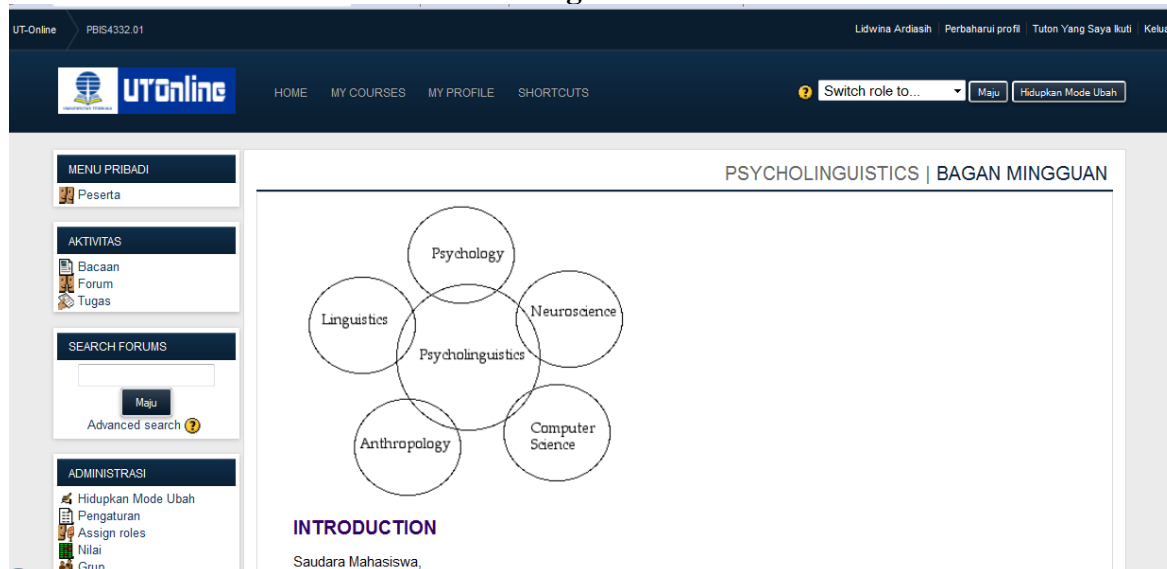 UT-Online PBIS4332.01 Lidwina Ardiasih Perbaharui profil Tuton Yang Saya Ikuti
UTOnline HOME MY COURSES MY PROFILE SHORTCUTS Switch role to... Maju Hidupkan Mode Ubah
MENU PRIBADI
Peserta
AKTIVITAS
Bacaan
Forum
Tugas
SEARCH FORUMS
Maju
Advanced search
ADMINISTRASI
Hidupkan Mode Ubah
Pengaturan
Assign roles
Nilai
Grup
PSYCHOLINGUISTICS | BAGAN MINGGUAN
Psychology
Linguistics
Neuroscience
Psycholinguistics
Anthropology
Computer
Science
INTRODUCTION
Saudara Mahasiswa,